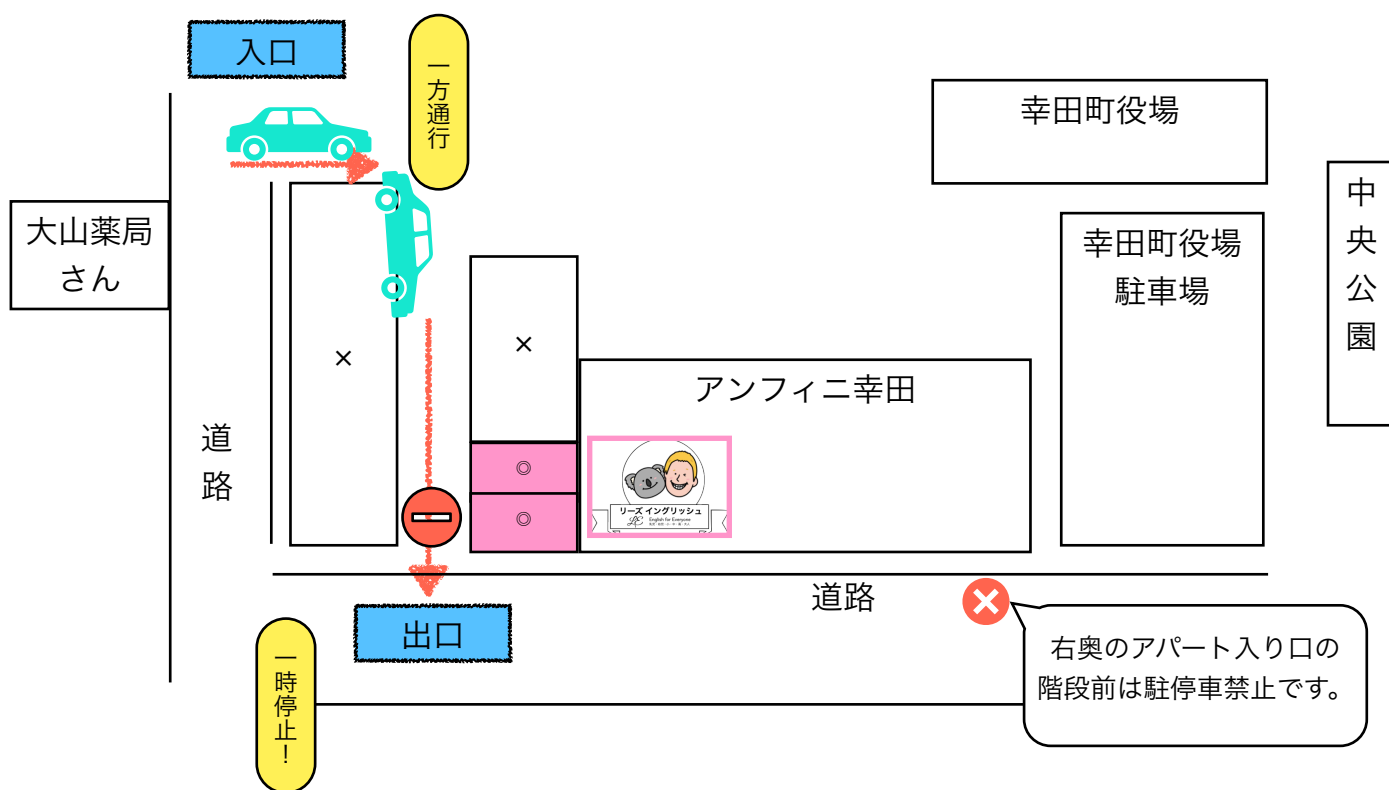 入口
一方通行
幸田町役場
中央公園
大山薬局
さん
幸田町役場
駐車場
×
×
アンフィニ幸田
道路
◎
◎
リーズ イングリッシュ
English for Everyone
道路
出口
一時停止！
右奥のアパート入り口の
階段前は駐停車禁止です。